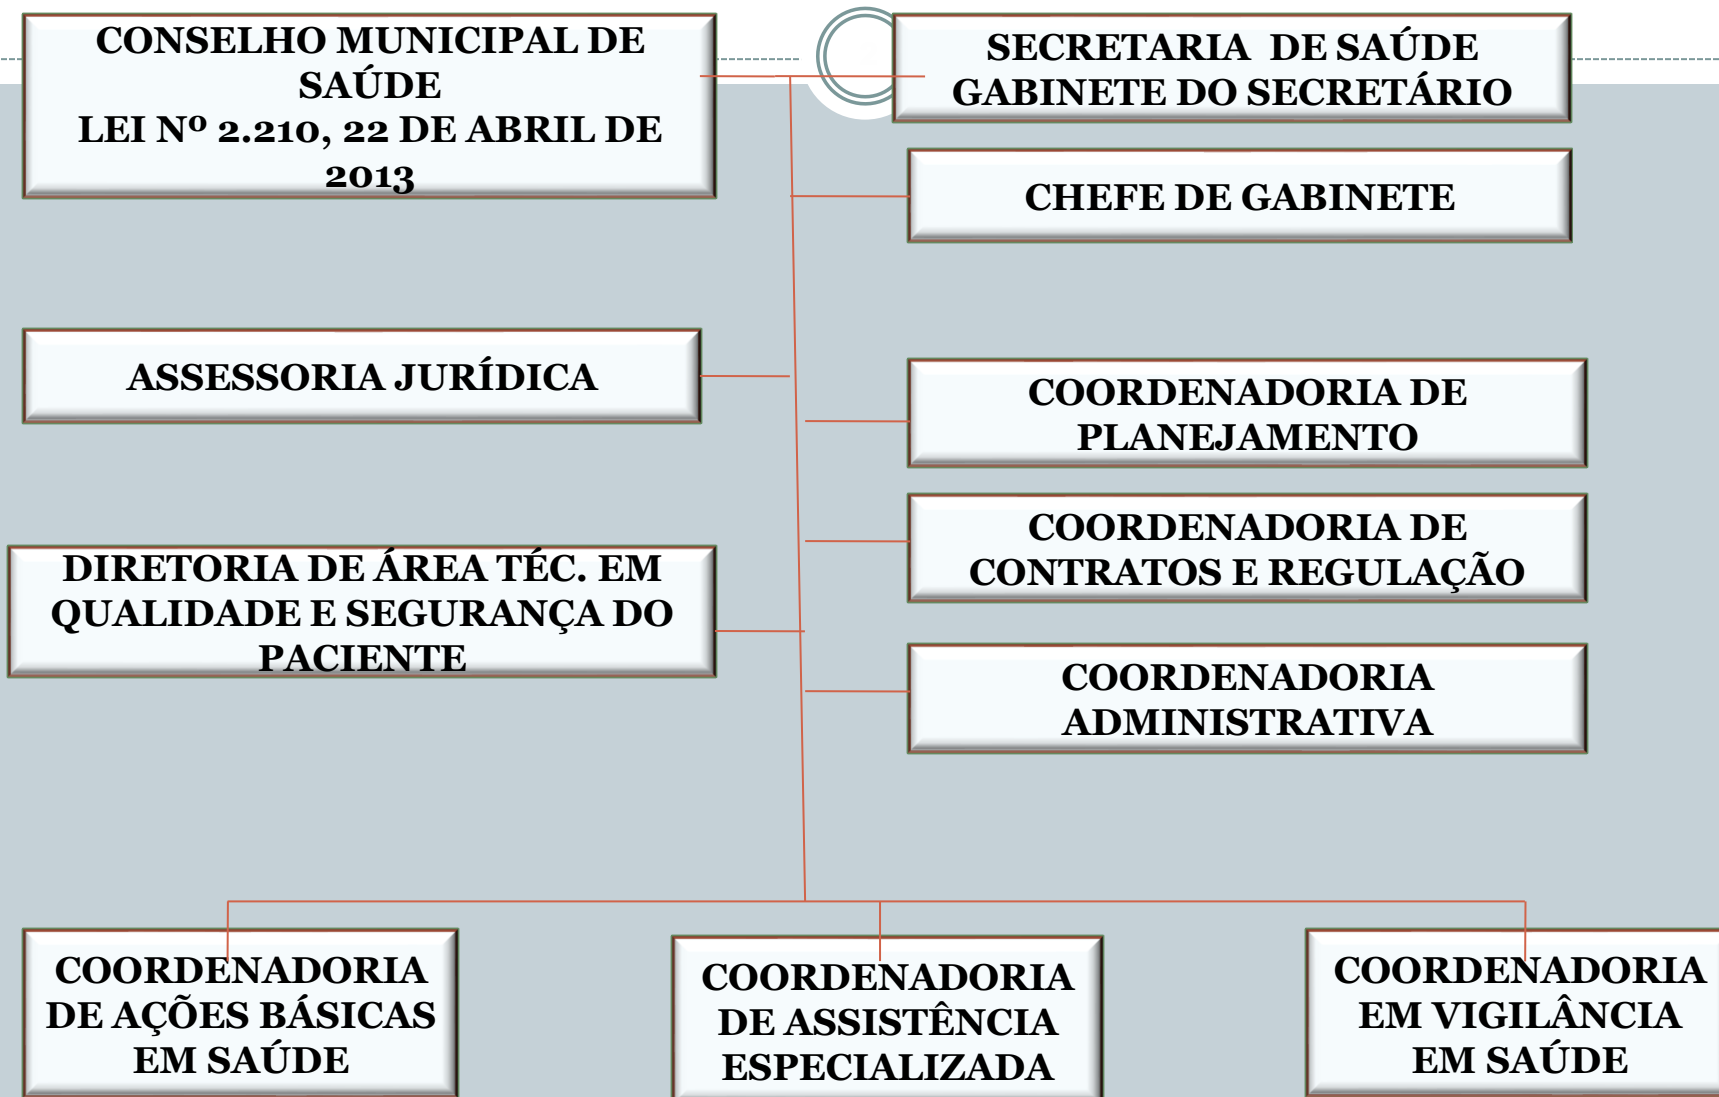 CONSELHO MUNICIPAL DE
SAÚDE
LEI Nº 2.210, 22 DE ABRIL DE
2013
SECRETARIA DE SAÚDE
GABINETE DO SECRETÁRIO
CHEFE DE GABINETE
ASSESSORIA JURÍDICA
COORDENADORIA DE
PLANEJAMENTO
COORDENADORIA DE
CONTRATOS E REGULAÇÃO
DIRETORIA DE ÁREA TÉC. EM
QUALIDADE E SEGURANÇA DO
PACIENTE
COORDENADORIA
ADMINISTRATIVA
COORDENADORIA
DE AÇÕES BÁSICAS
EM SAÚDE
COORDENADORIA
DE ASSISTÊNCIA
ESPECIALIZADA
COORDENADORIA
EM VIGILÂNCIA
EM SAÚDE